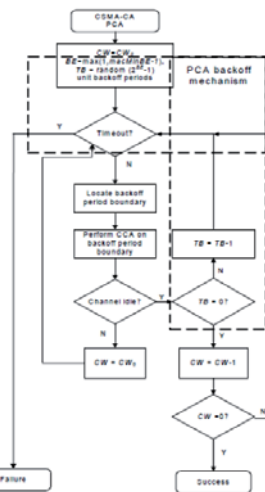 CSMA-CA
PCA
CW=CW₀
BE=max(1,macMinBE-1),
TB = random (2^BE-1)
unit backoff periods
PCA backoff
mechanism
Y
Timeout?
N
Locate backoff
period boundary
Perform CCA on
backoff period
boundary
TB = TB-1
N
Channel idle?
Y
TB = 0?
N
Y
CW = CW₀
CW = CW-1
CW =0?
N
Y
Failure
Success